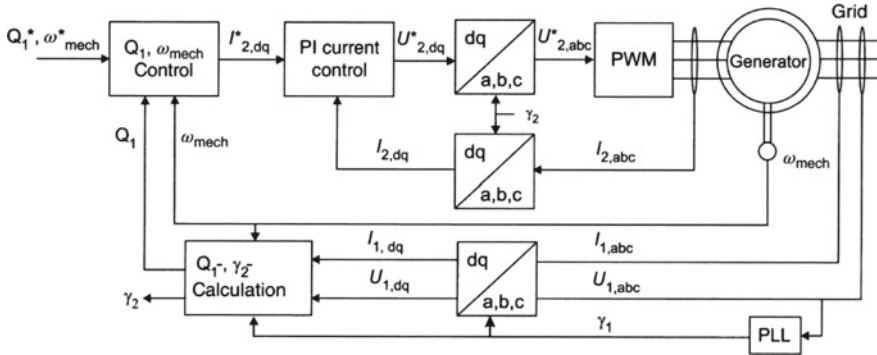 Grid
Q₁*, ω*mech
Q₁, ωmech
Control
I*₂,dq
PI current
control
U*₂,dq
dq
a,b,c
U*₂,abc
PWM
Generator
γ₂
Q₁
ωmech
I₂,dq
dq
a,b,c
I₂,abc
ωmech
Q₁-, γ₂-
Calculation
γ₂
I₁, dq
U₁,dq
dq
a,b,c
I₁,abc
U₁,abc
γ₁
PLL